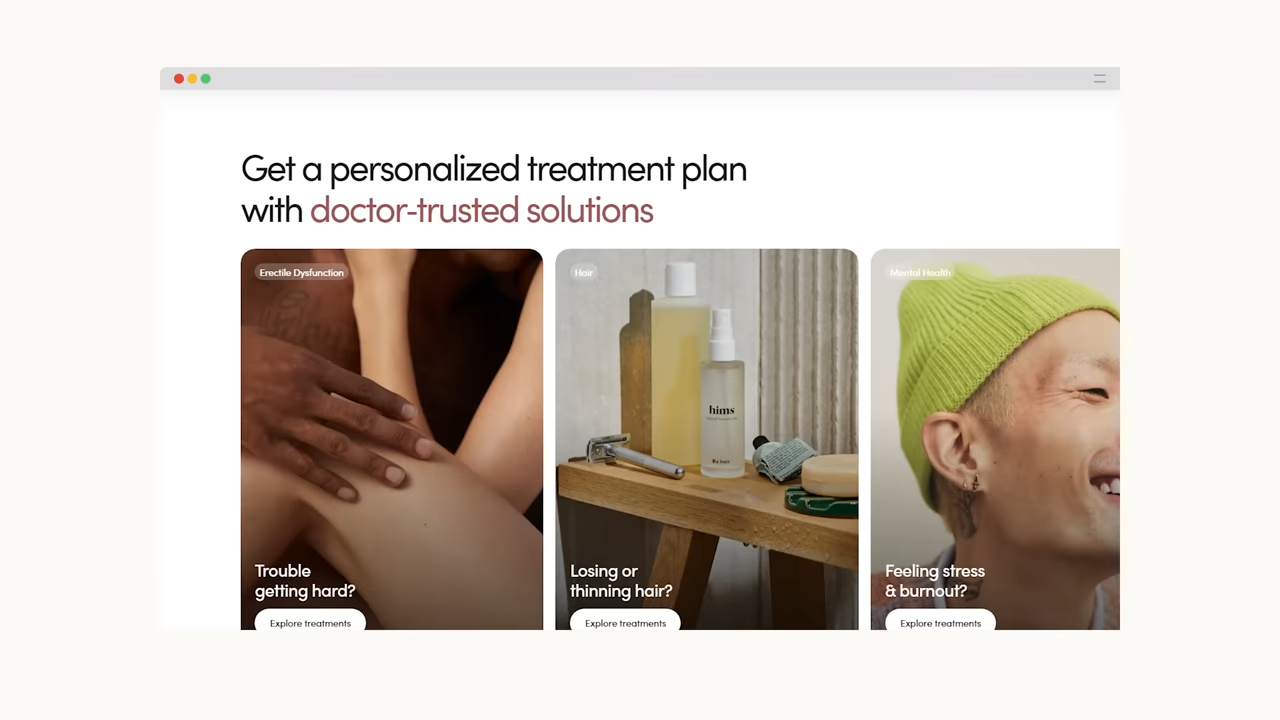 Get a personalized treatment plan
with doctor-trusted solutions
Erectile Dysfunction
Trouble
getting hard?
Explore treatments
Hair
hims
Losing or
thinning hair?
Explore treatments
Mental Health
Feeling stress
& burnout?
Explore treatments